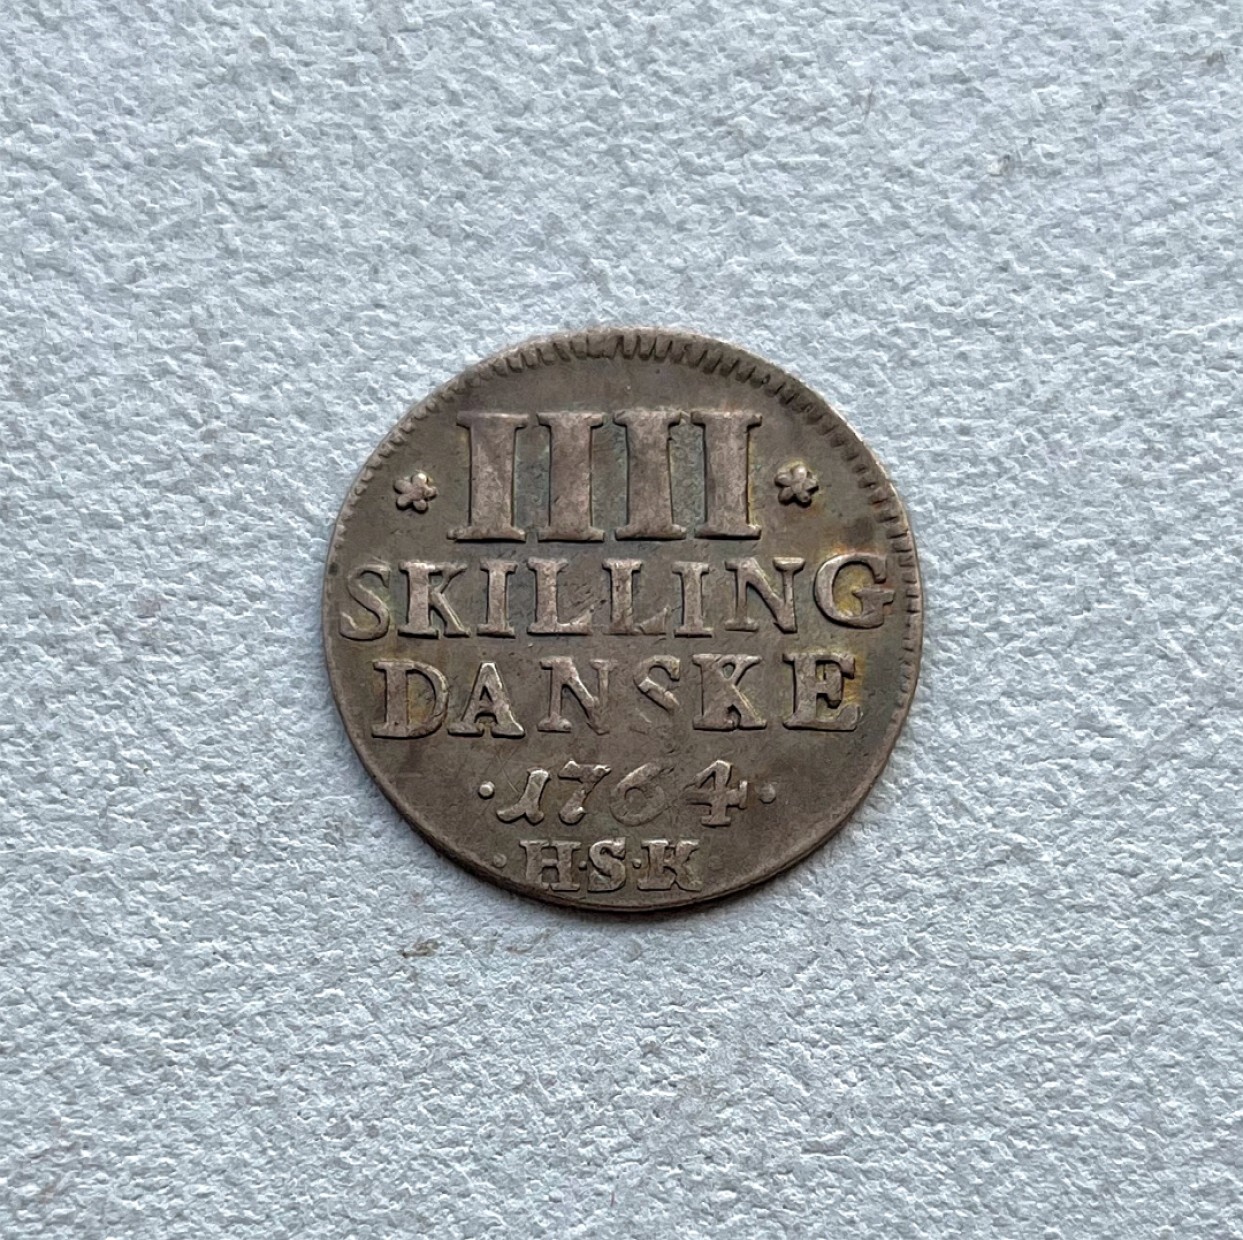 IIII
SKILLING
DANSKE
·1764·
·H·S·K·